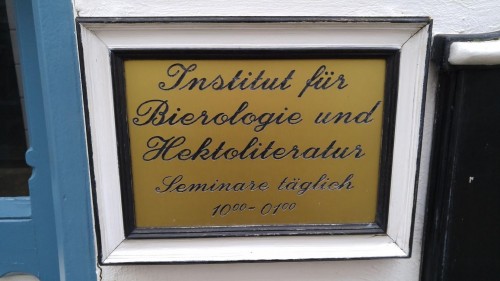 Institut für
Bierologie und
Hektoliteratur
Seminare täglich
10⁰⁰-01⁰⁰